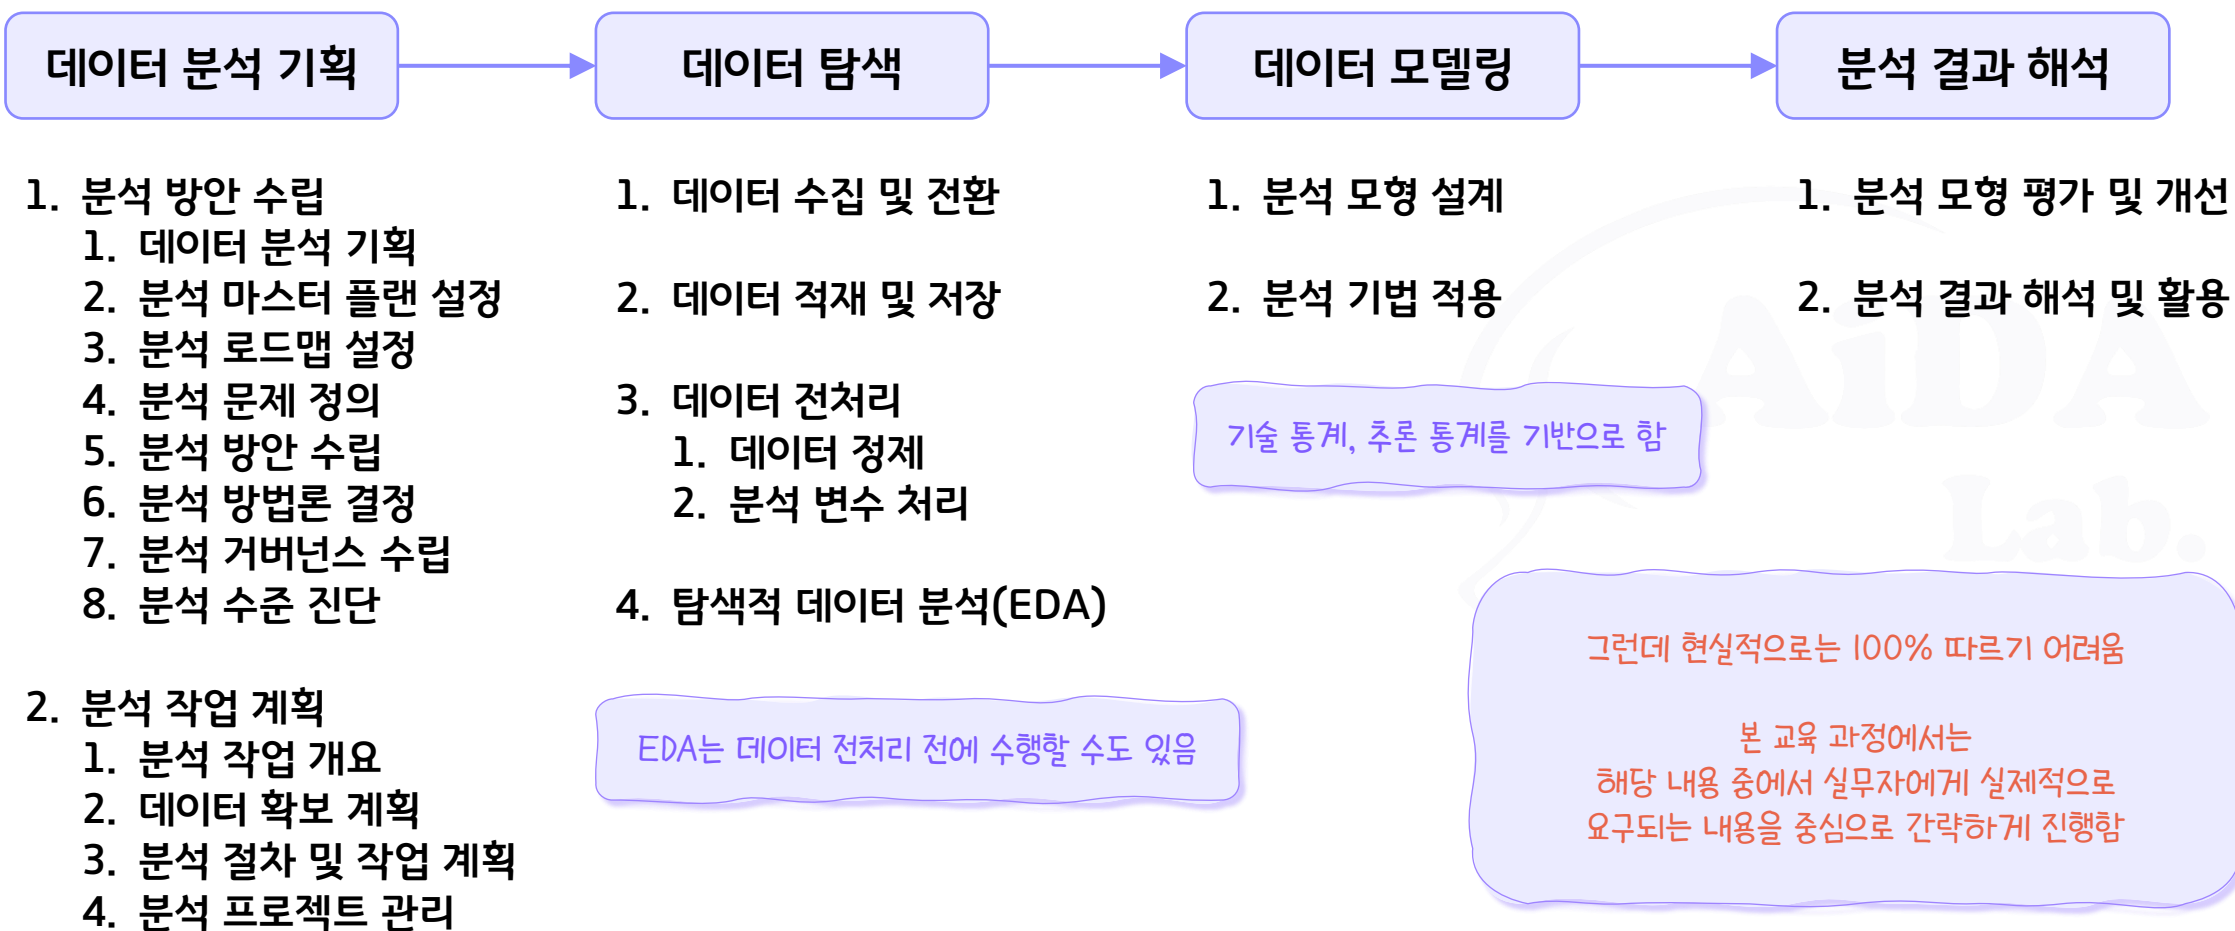 데이터 분석 기획
데이터 탐색
데이터 모델링
분석 결과 해석
1. 분석 방안 수립
1. 데이터 분석 기획
2. 분석 마스터 플랜 설정
3. 분석 로드맵 설정
4. 분석 문제 정의
5. 분석 방안 수립
6. 분석 방법론 결정
7. 분석 거버넌스 수립
8. 분석 수준 진단
2. 분석 작업 계획
1. 분석 작업 개요
2. 데이터 확보 계획
3. 분석 절차 및 작업 계획
4. 분석 프로젝트 관리
1. 데이터 수집 및 전환
2. 데이터 적재 및 저장
3. 데이터 전처리
1. 데이터 정제
2. 분석 변수 처리
4. 탐색적 데이터 분석(EDA)
EDA는 데이터 전처리 전에 수행할 수도 있음
1. 분석 모형 설계
2. 분석 기법 적용
기술 통계, 추론 통계를 기반으로 함
1. 분석 모형 평가 및 개선
2. 분석 결과 해석 및 활용
AiDA
Lab.
그런데 현실적으로는 100% 따르기 어려움
본 교육 과정에서는
해당 내용 중에서 실무자에게 실제적으로
요구되는 내용을 중심으로 간략하게 진행함